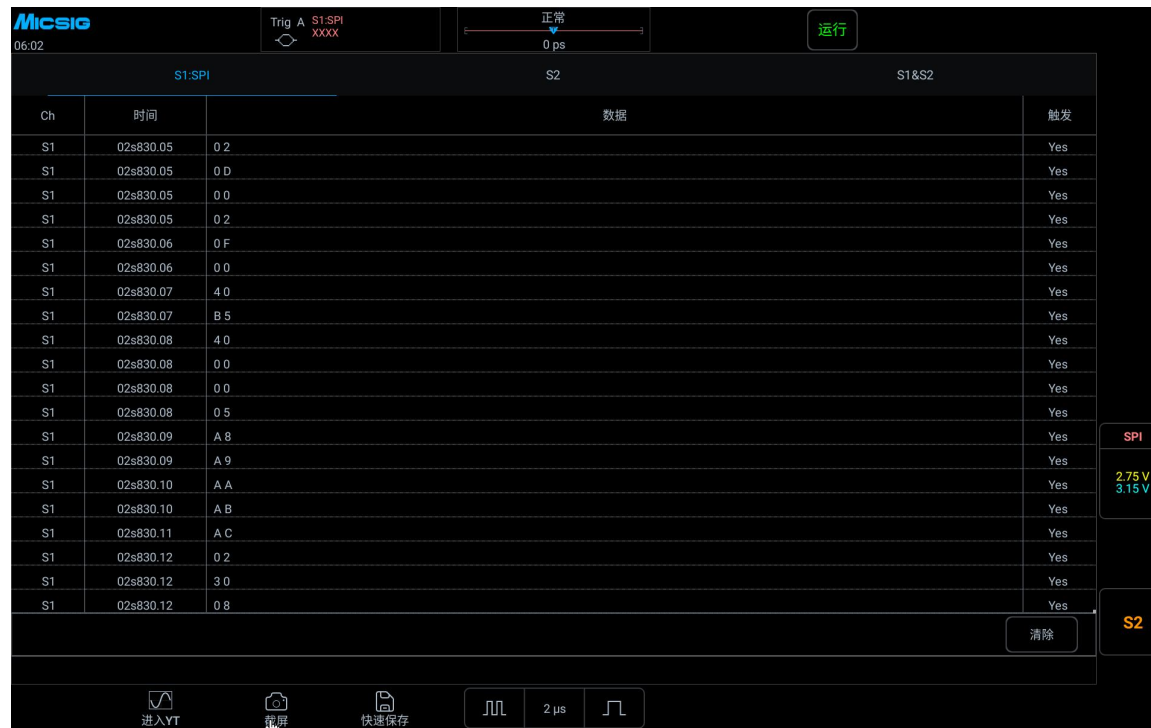 Micsig
06:02
Trig A S1:SPI
XXXX
正常
0 ps
运行
S1:SPI S2 S1&S2
Ch 时间 数据 触发
S1 02s830.05 0 2 Yes
S1 02s830.05 0 D Yes
S1 02s830.05 0 0 Yes
S1 02s830.05 0 2 Yes
S1 02s830.06 0 F Yes
S1 02s830.06 0 0 Yes
S1 02s830.07 4 0 Yes
S1 02s830.07 B 5 Yes
S1 02s830.08 4 0 Yes
S1 02s830.08 0 0 Yes
S1 02s830.08 0 0 Yes
S1 02s830.08 0 5 Yes
S1 02s830.09 A 8 Yes
S1 02s830.09 A 9 Yes
S1 02s830.10 A A Yes
S1 02s830.10 A B Yes
S1 02s830.11 A C Yes
S1 02s830.12 0 2 Yes
S1 02s830.12 3 0 Yes
S1 02s830.12 0 8 Yes
SPI
2.75 V
3.15 V
清除
S2
进入YT 截屏 快速保存 2 μs